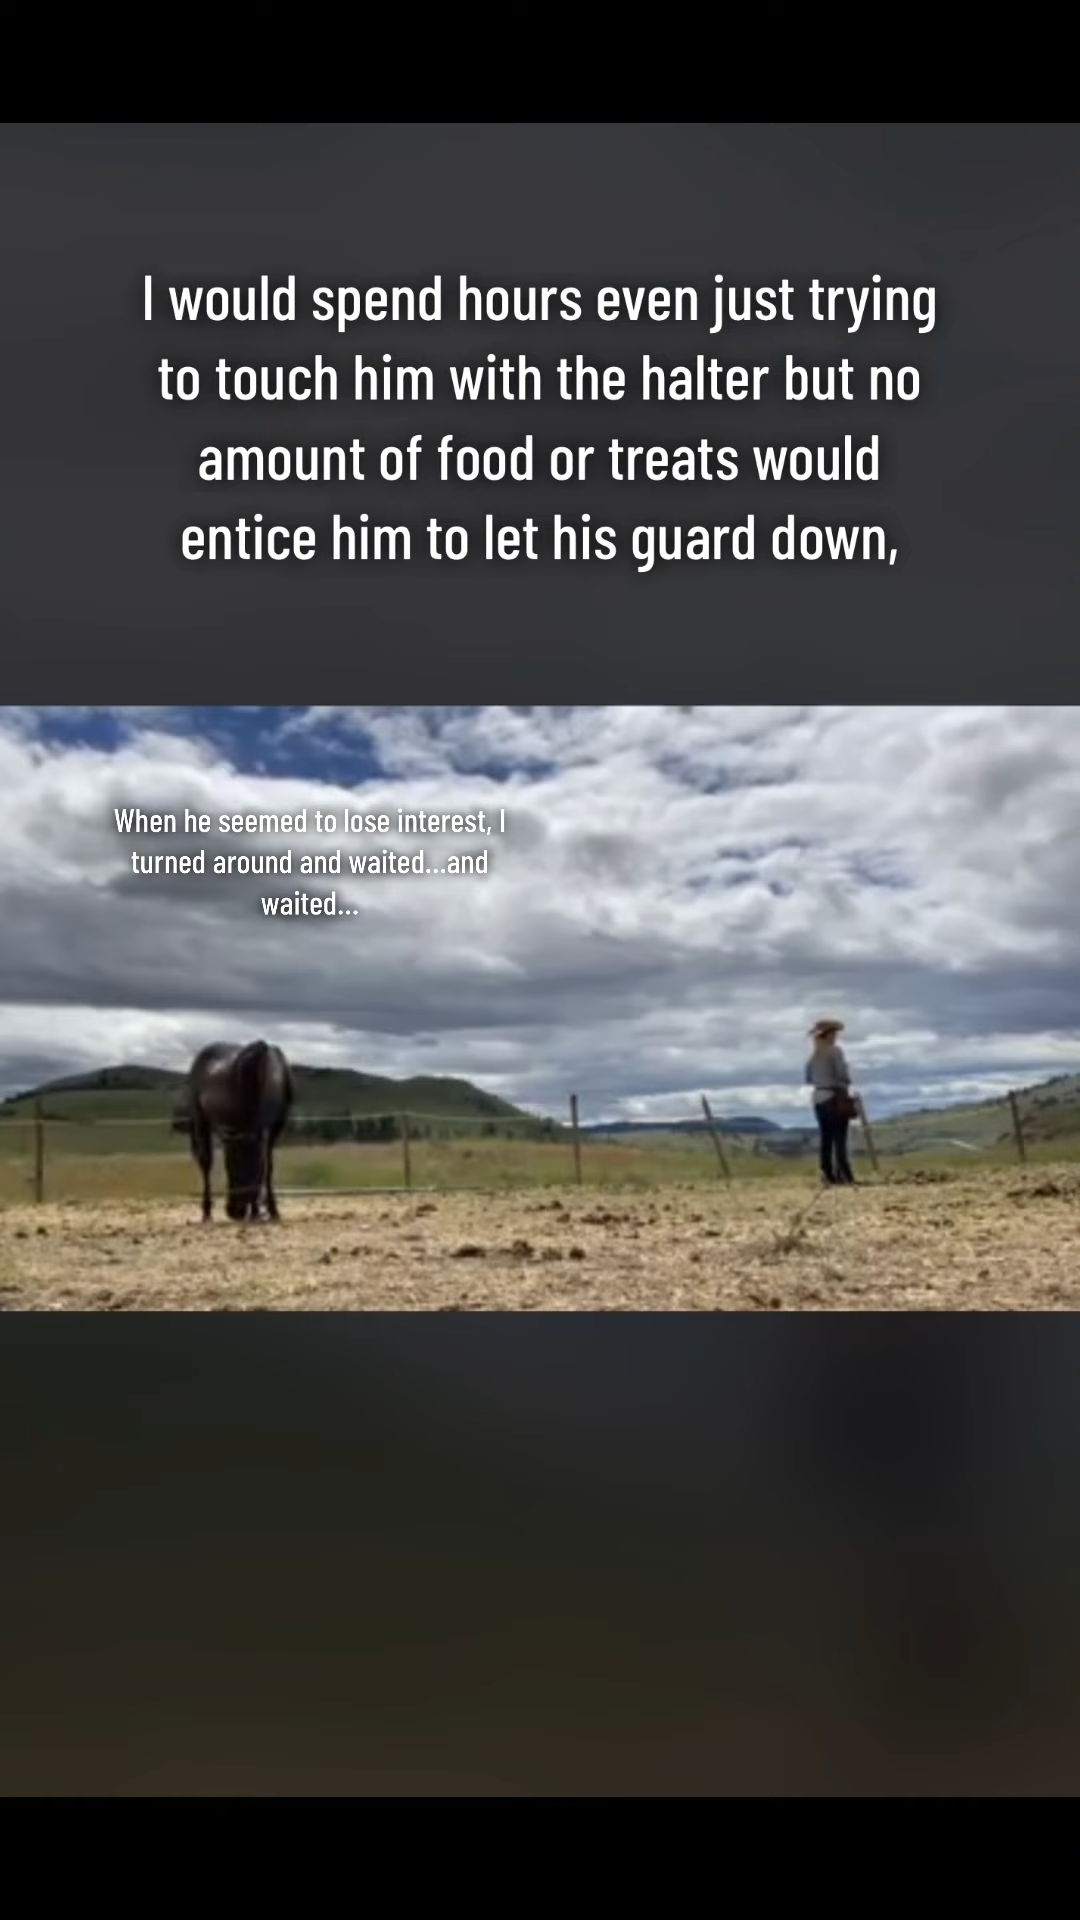 I would spend hours even just trying
to touch him with the halter but no
amount of food or treats would
entice him to let his guard down,
When he seemed to lose interest, I
turned around and waited...and
waited...